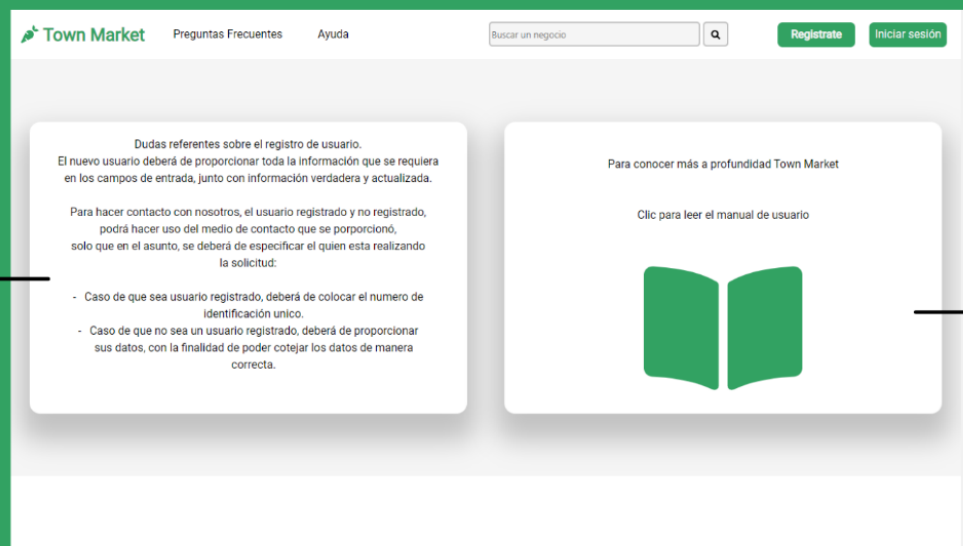 Town Market
Preguntas Frecuentes
Ayuda
Buscar un negocio
Registrate
Iniciar sesión
Dudas referentes sobre el registro de usuario.
El nuevo usuario deberá de proporcionar toda la información que se requiera
en los campos de entrada, junto con información verdadera y actualizada.
Para hacer contacto con nosotros, el usuario registrado y no registrado,
podrá hacer uso del medio de contacto que se porporcionó,
solo que en el asunto, se deberá de especificar el quien esta realizando
la solicitud:
- Caso de que sea usuario registrado, deberá de colocar el numero de
identificación unico.
- Caso de que no sea un usuario registrado, deberá de proporcionar
sus datos, con la finalidad de poder cotejar los datos de manera
correcta.
Para conocer más a profundidad Town Market
Clic para leer el manual de usuario